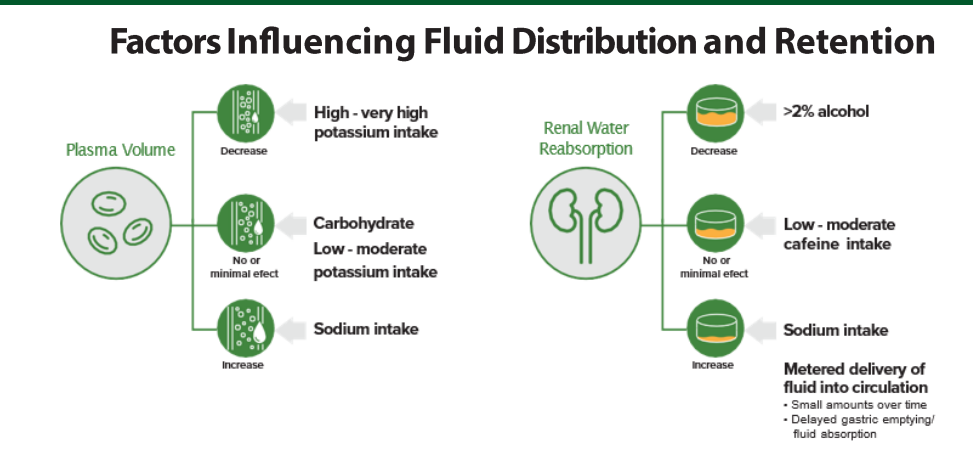 Factors Influencing Fluid Distribution and Retention
Plasma Volume
Decrease
High - very high
potassium intake
No or
minimal efect
Carbohydrate
Low - moderate
potassium intake
Increase
Sodium intake
Renal Water
Reabsorption
Decrease
>2% alcohol
No or
minimal efect
Low - moderate
cafeine intake
Increase
Sodium intake
Metered delivery of
fluid into circulation
- Small amounts over time
- Delayed gastric emptying/
fluid absorption